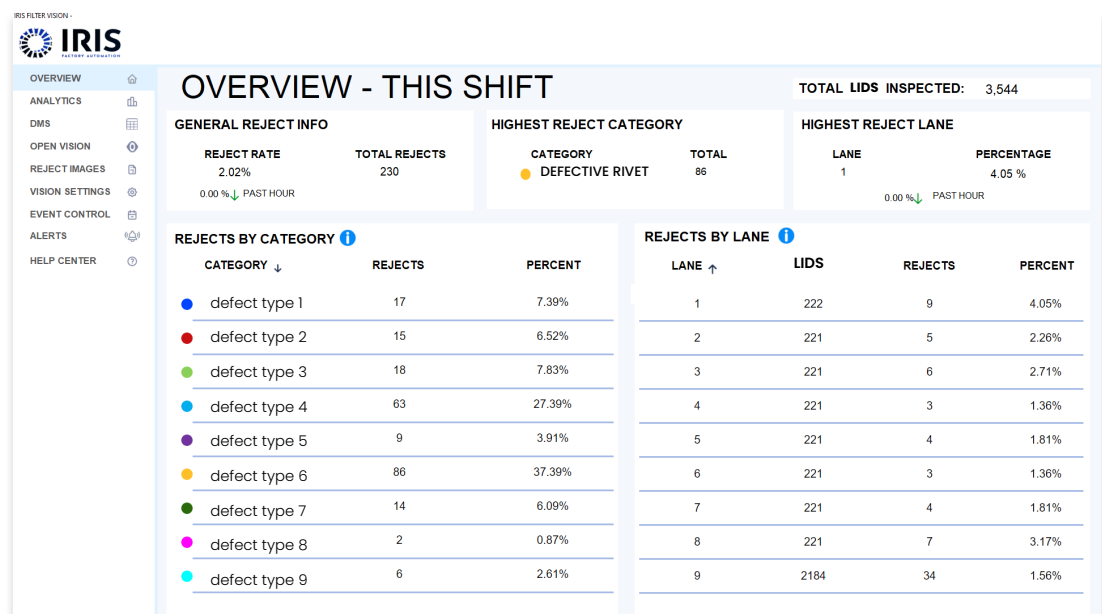 IRIS FILTER VISION -
IRIS
FACTORY AUTOMATION
OVERVIEW
ANALYTICS
DMS
OPEN VISION
REJECT IMAGES
VISION SETTINGS
EVENT CONTROL
ALERTS
HELP CENTER
OVERVIEW - THIS SHIFT
TOTAL LIDS INSPECTED: 3,544
GENERAL REJECT INFO
REJECT RATE TOTAL REJECTS
2.02% 230
0.00 % PAST HOUR
HIGHEST REJECT CATEGORY
CATEGORY TOTAL
DEFECTIVE RIVET 86
HIGHEST REJECT LANE
LANE PERCENTAGE
1 4.05 %
0.00 % PAST HOUR
REJECTS BY CATEGORY
CATEGORY REJECTS PERCENT
defect type 1 17 7.39%
defect type 2 15 6.52%
defect type 3 18 7.83%
defect type 4 63 27.39%
defect type 5 9 3.91%
defect type 6 86 37.39%
defect type 7 14 6.09%
defect type 8 2 0.87%
defect type 9 6 2.61%
REJECTS BY LANE
LANE LIDS REJECTS PERCENT
1 222 9 4.05%
2 221 5 2.26%
3 221 6 2.71%
4 221 3 1.36%
5 221 4 1.81%
6 221 3 1.36%
7 221 4 1.81%
8 221 7 3.17%
9 2184 34 1.56%